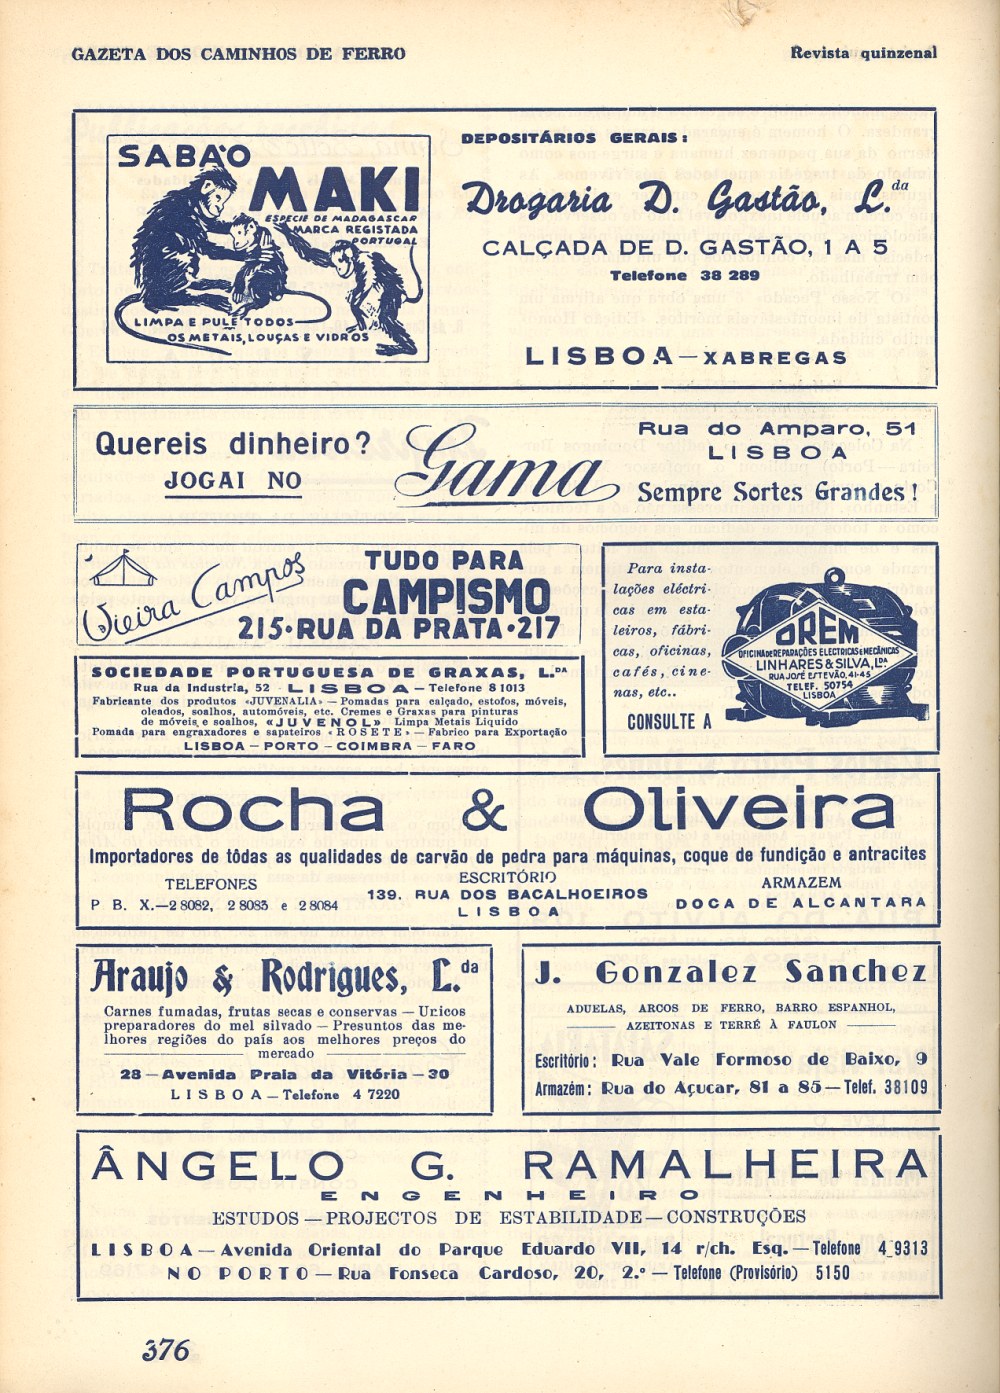 GAZETA DOS CAMINHOS DE FERRO
Revista quinzenal
SABÃO
MAKI
ESPECIE DE MADAGASCAR
MARCA REGISTADA
PORTUGAL
LIMPA E PULE TODOS
OS METAIS, LOUÇAS E VIDROS
DEPOSITÁRIOS GERAIS:
Drogaria D. Gastão, L.da
CALÇADA DE D. GASTÃO, 1 A 5
Telefone 38 289
LISBOA — XABREGAS
Quereis dinheiro?
JOGAI NO
Gama
Rua do Amparo, 51
LISBOA
Sempre Sortes Grandes!
Vieira Campos
TUDO PARA
CAMPISMO
215·RUA DA PRATA·217
SOCIEDADE PORTUGUESA DE GRAXAS, L.DA
Rua da Industria, 52 - LISBOA — Telefone 8 1013
Fabricante dos produtos «JUVENALIA» — Pomadas para calçado, estofos, móveis,
oleados, soalhos, automóveis, etc. Cremes e Graxas para pinturas
de móveis e soalhos, «JUVENOL» Limpa Metais Liquido
Pomada para engraxadores e sapateiros «ROSETE» — Fabrico para Exportação
LISBOA — PORTO — COIMBRA — FARO
Para insta-
lações eléctri-
cas em esta-
leiros, fábri-
cas, oficinas,
cafés, cine-
nas, etc..
CONSULTE A
OREM
OFICINA DE REPARAÇÕES ELECTRICAS E MECÂNICAS
LINHARES & SILVA, L.DA
RUA JOSÉ ESTEVÃO, 41-45
TELEF. 50754
LISBOA
Rocha & Oliveira
Importadores de tôdas as qualidades de carvão de pedra para máquinas, coque de fundição e antracites
TELEFONES
P. B. X.—2 8082, 2 8083 e 2 8084
ESCRITÓRIO
139, RUA DOS BACALHOEIROS
LISBOA
ARMAZEM
DOCA DE ALCANTARA
Araujo & Rodrigues, L.da
Carnes fumadas, frutas secas e conservas — Uricos
preparadores do mel silvado — Presuntos das me-
lhores regiões do país aos melhores preços do
mercado
28 — Avenida Praia da Vitória — 30
LISBOA — Telefone 4 7220
J. Gonzalez Sanchez
ADUELAS, ARCOS DE FERRO, BARRO ESPANHOL,
AZEITONAS E TERRÉ À FAULON
Escritório: Rua Vale Formoso de Baixo, 9
Armazém: Rua do Açucar, 81 a 85 — Telef. 38109
ÂNGELO G. RAMALHEIRA
ENGENHEIRO
ESTUDOS — PROJECTOS DE ESTABILIDADE — CONSTRUÇÕES
LISBOA — Avenida Oriental do Parque Eduardo VII, 14 r/ch. Esq. — Telefone 4_9313
NO PORTO — Rua Fonseca Cardoso, 20, 2.º — Telefone (Provisório) 5150
376